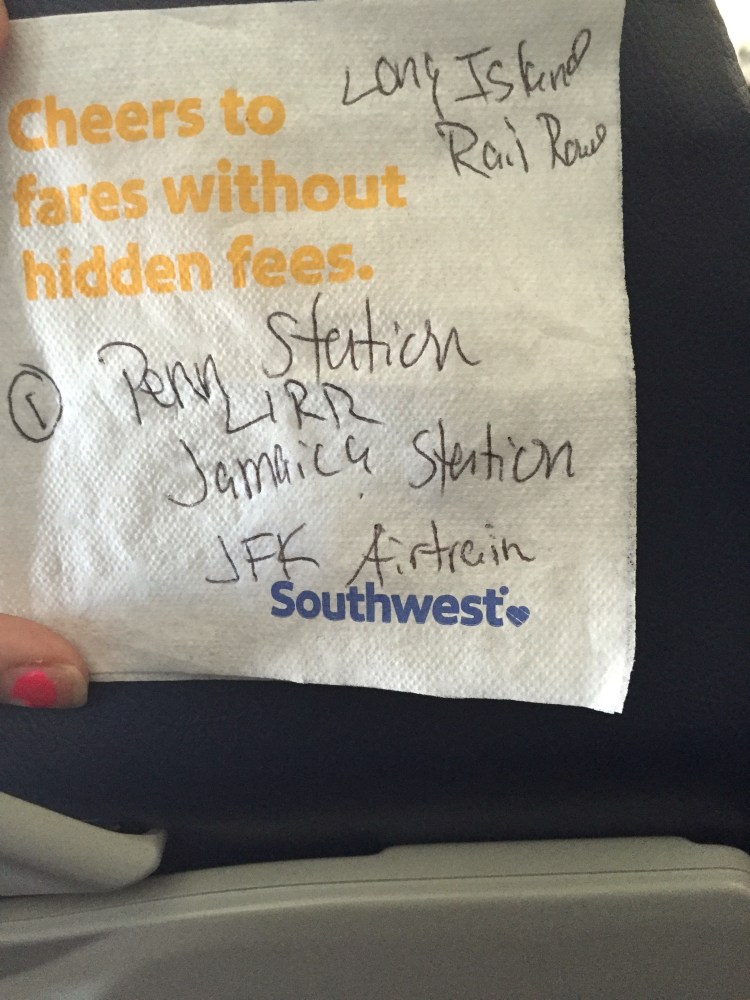 Long Island
Rail Road
Cheers to
fares without
hidden fees.
① Penn Station
LIRR
Jamaica Station
JFK Airtrain
Southwest